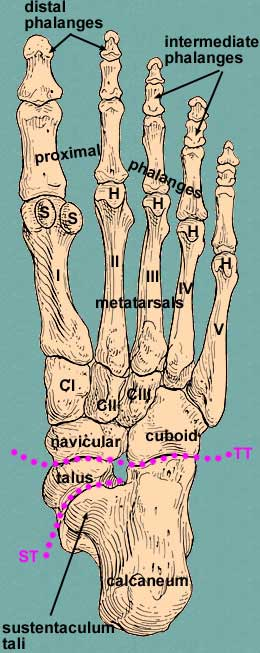 distal
phalanges
intermediate
phalanges
proximal
phalanges
S
S
H
H
H
H
I
II
III
IV
V
metatarsals
CI
CII
CIII
navicular
cuboid
TT
talus
ST
calcaneum
sustentaculum
tali